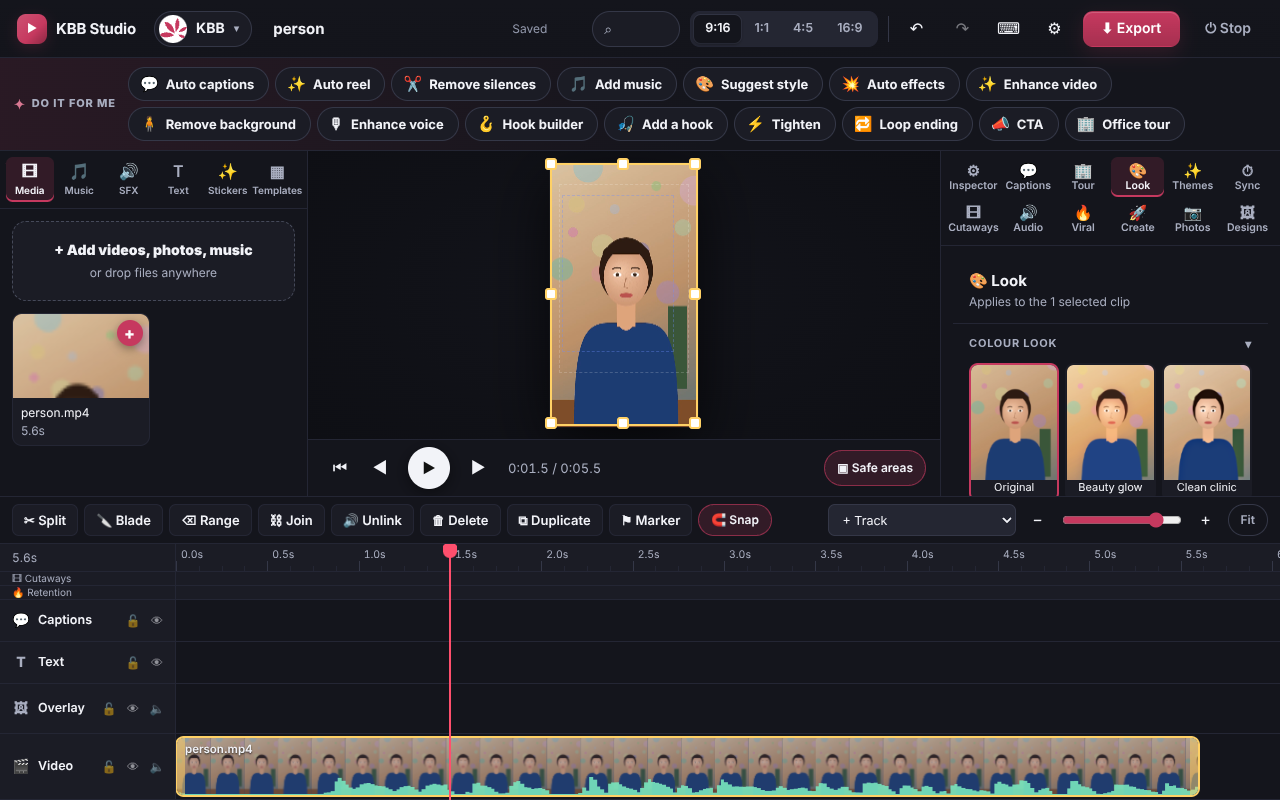 KBB Studio
KBB
person
Saved
9:16
1:1
4:5
16:9
Export
Stop
DO IT FOR ME
Auto captions
Auto reel
Remove silences
Add music
Suggest style
Auto effects
Enhance video
Remove background
Enhance voice
Hook builder
Add a hook
Tighten
Loop ending
CTA
Office tour
Media
Music
SFX
Text
Stickers
Templates
+ Add videos, photos, music
or drop files anywhere
person.mp4
5.6s
0:01.5 / 0:05.5
Safe areas
Inspector
Captions
Tour
Look
Themes
Sync
Cutaways
Audio
Viral
Create
Photos
Designs
Look
Applies to the 1 selected clip
COLOUR LOOK
Original
Beauty glow
Clean clinic
Split
Blade
Range
Join
Unlink
Delete
Duplicate
Marker
Snap
+ Track
Fit
5.6s
0.0s
0.5s
1.0s
1.5s
2.0s
2.5s
3.0s
3.5s
4.0s
4.5s
5.0s
5.5s
Cutaways
Retention
Captions
T Text
Overlay
Video
person.mp4